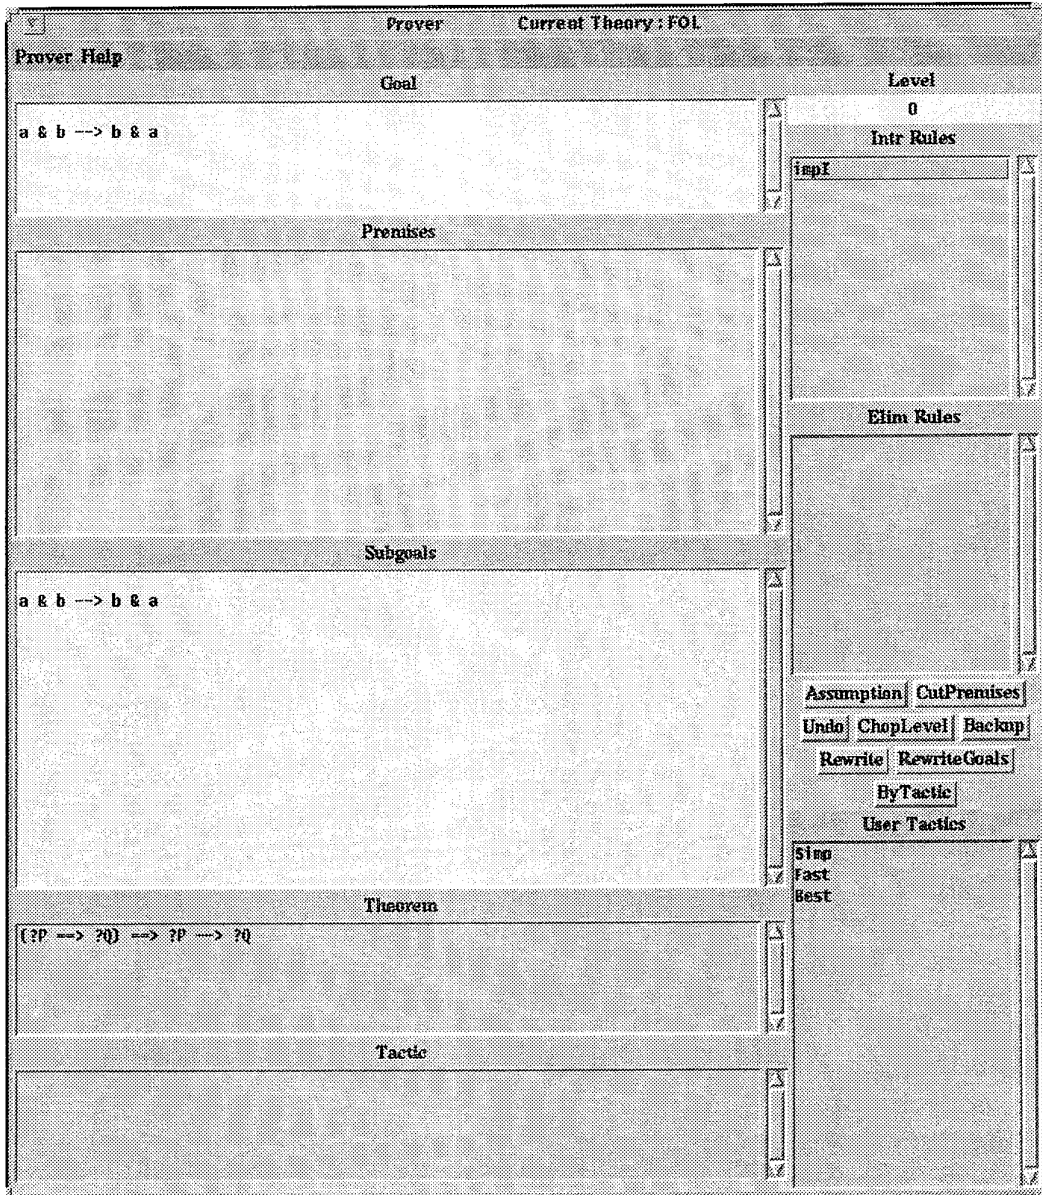 Prover Current Theory : FOL
Prover Help
Goal
a & b --> b & a
Premises
Subgoals
a & b --> b & a
Theorem
(?P ==> ?Q) ==> ?P --> ?Q
Tactic
Level
0
Intr Rules
impI
Elim Rules
Assumption CutPremises
Undo ChopLevel Backup
Rewrite RewriteGoals
ByTactic
User Tactics
Simp
Fast
Best